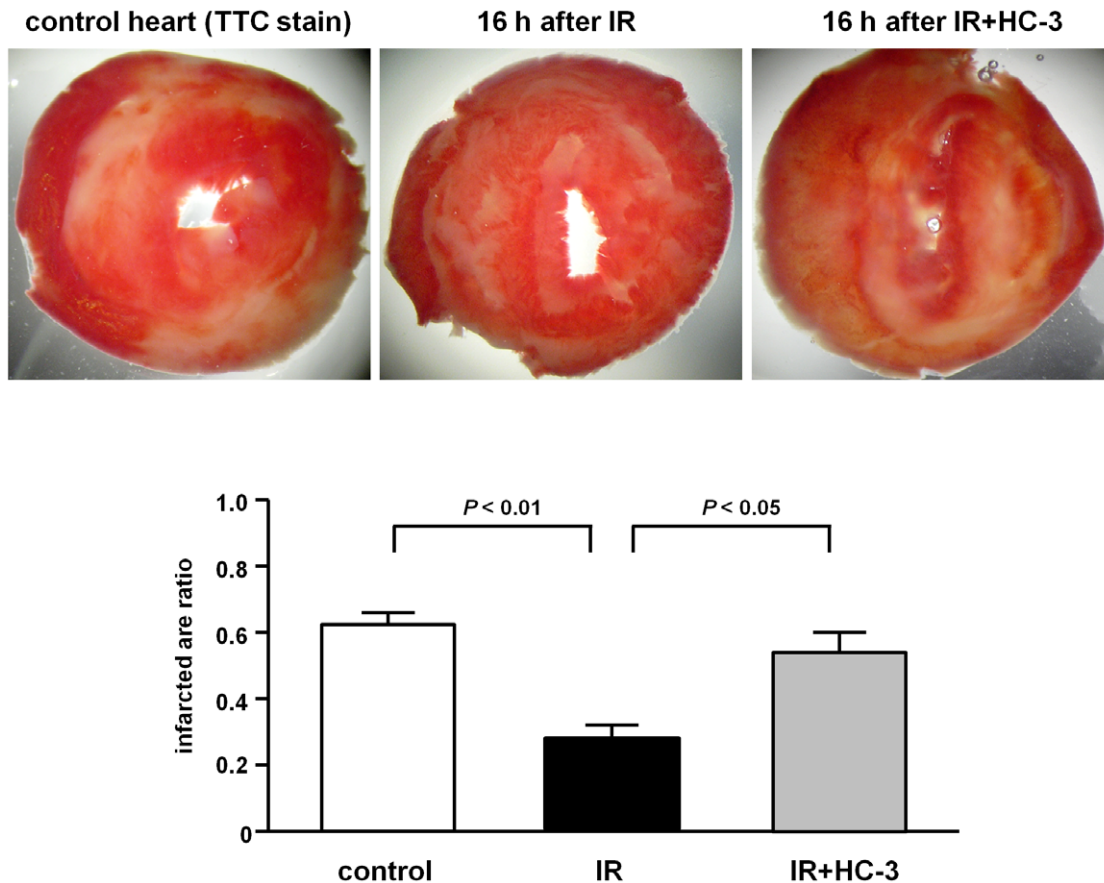 control heart (TTC stain)
16 h after IR
16 h after IR+HC-3
1.0
0.8
0.6
0.4
0.2
0
infarcted are ratio
P < 0.01
P < 0.05
control
IR
IR+HC-3